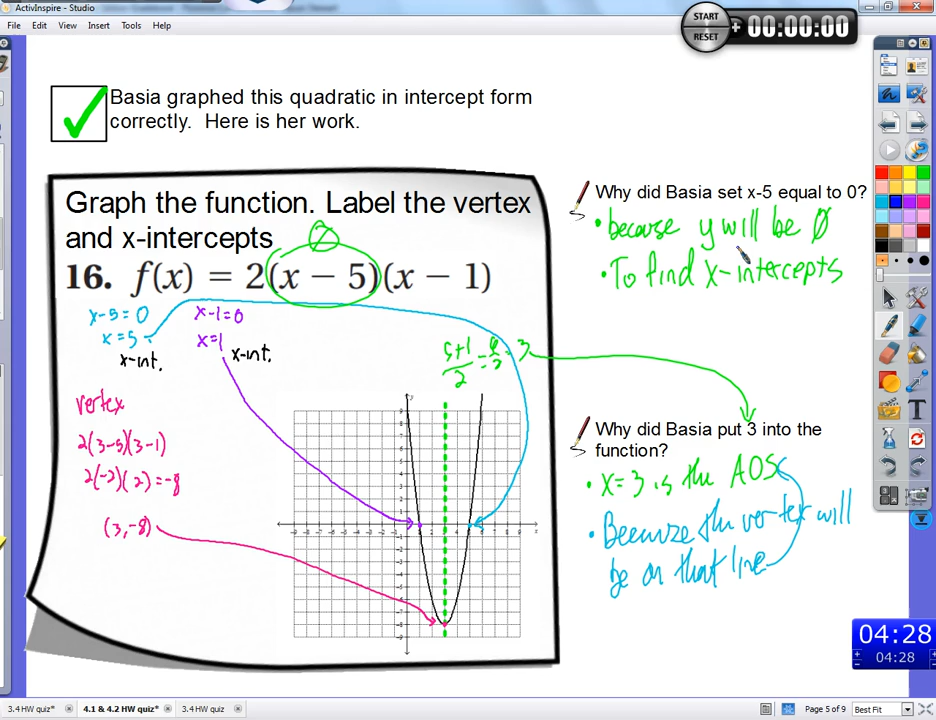 ActivInspire - Studio
File Edit View Insert Tools Help
START
RESET
00:00:00
Basia graphed this quadratic in intercept form
correctly. Here is her work.
Graph the function. Label the vertex
and x-intercepts
0
16. f(x) = 2(x − 5)(x − 1)
x-5=0
x=5
x-int.
x-1=0
x=1
x-int.
5+1/2 = 6/2 = 3
vertex
2(3-5)(3-1)
2(-2)(2)=-8
(3,-8)
Why did Basia set x-5 equal to 0?
• because y will be 0
• To find x-intercepts
Why did Basia put 3 into the
function?
• x=3 is the AOS
• Because the vertex will
be on that line
04:28
04:28
3.4 HW quiz*
4.1 & 4.2 HW quiz*
3.4 HW quiz
Page 5 of 9
Best Fit